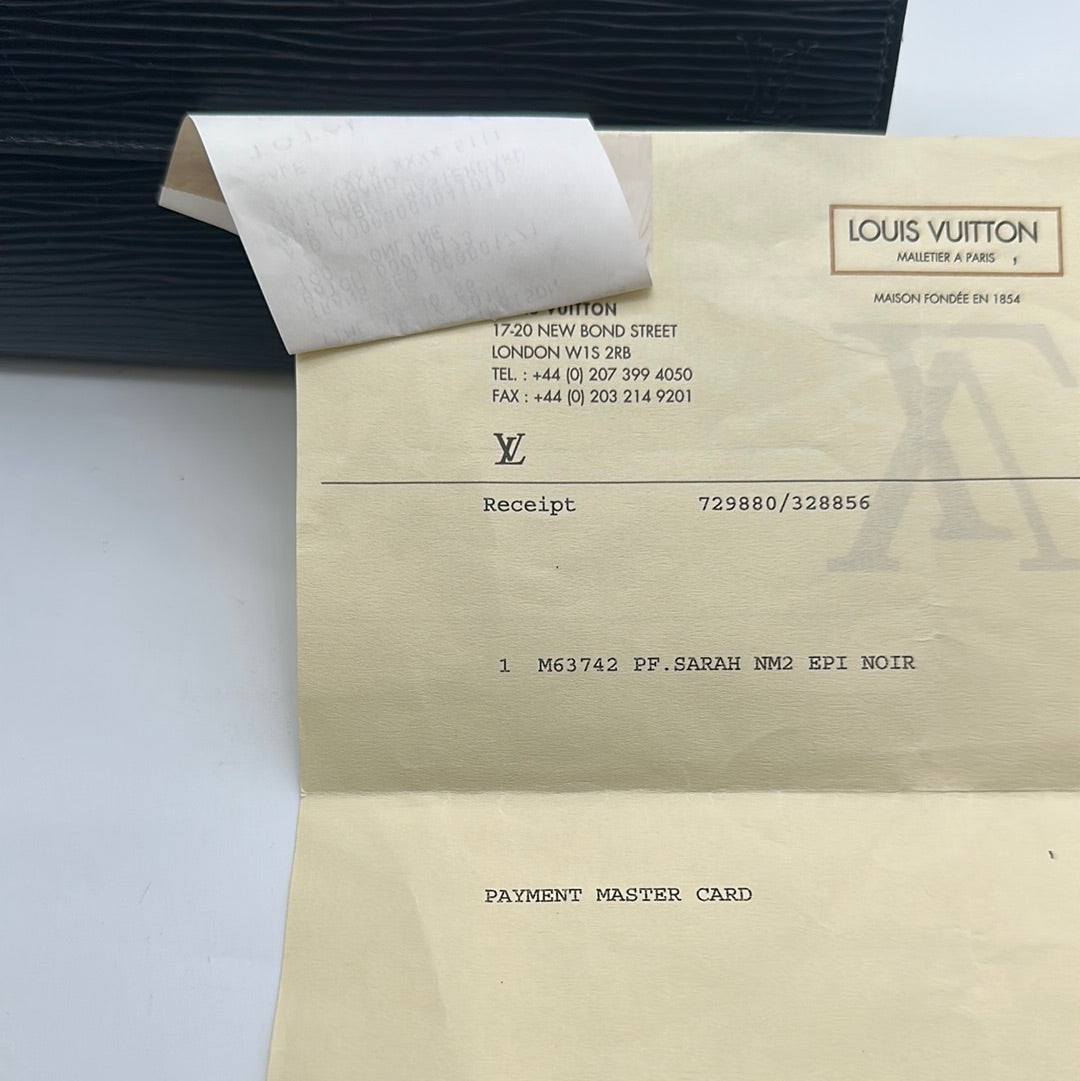 LOUIS VUITTON
MALLETIER A PARIS
MAISON FONDÉE EN 1854
VUITTON
17-20 NEW BOND STREET
LONDON W1S 2RB
TEL. : +44 (0) 207 399 4050
FAX : +44 (0) 203 214 9201
LV
Receipt 729880/328856
1 M63742 PF.SARAH NM2 EPI NOIR
PAYMENT MASTER CARD